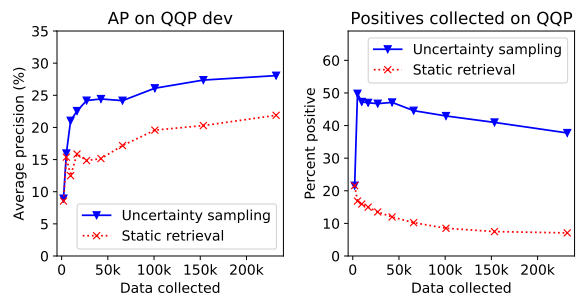 AP on QQP dev
35
30
25
20
15
10
5
0
Average precision (%)
Uncertainty sampling
Static retrieval
0 50k 100k 150k 200k
Data collected
Positives collected on QQP
60
50
40
30
20
10
0
Percent positive
Uncertainty sampling
Static retrieval
0 50k 100k 150k 200k
Data collected